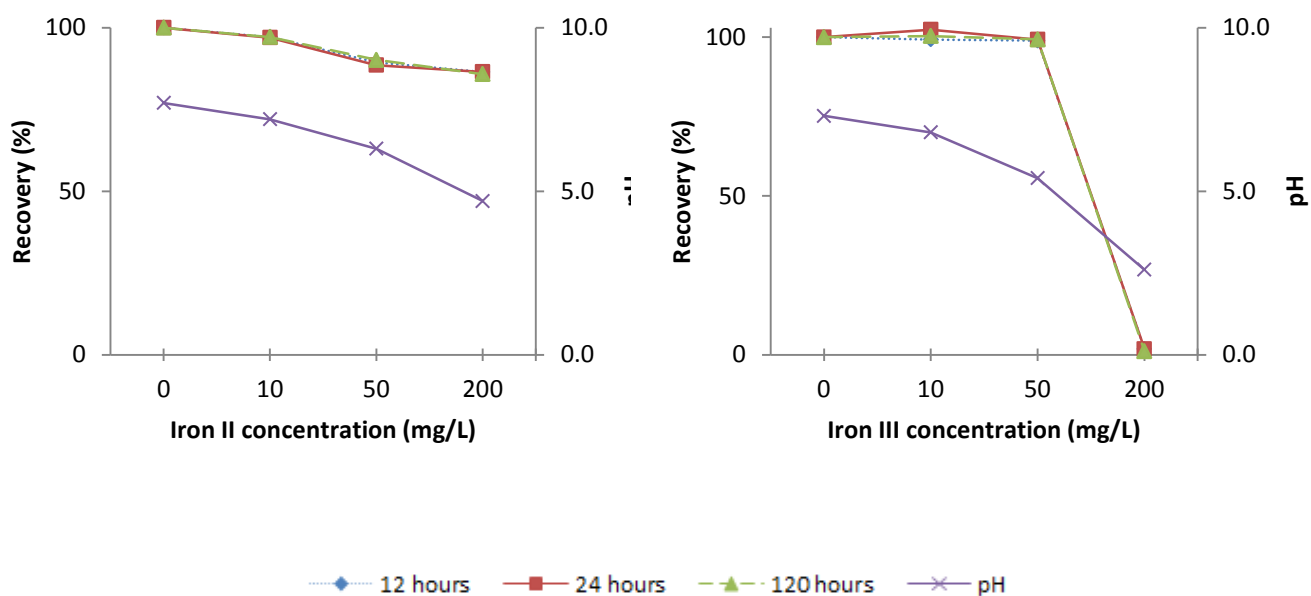 100
50
0
Recovery (%)
10.0
5.0
0.0
0 10 50 200
Iron II concentration (mg/L)
100
50
0
Recovery (%)
10.0
5.0
0.0
pH
0 10 50 200
Iron III concentration (mg/L)
12 hours 24 hours 120 hours pH